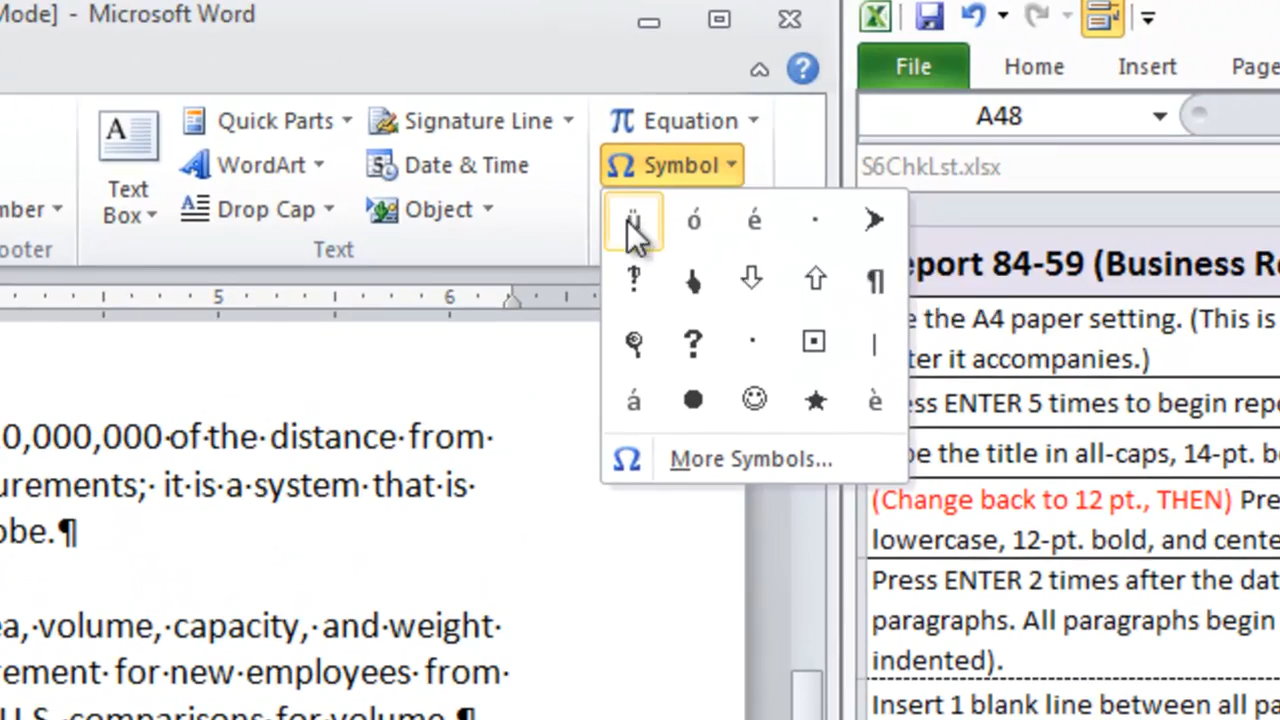 Mode] - Microsoft Word
Quick Parts
Signature Line
Equation
WordArt
Date & Time
Symbol
Text
Box
mber
Drop Cap
Object
ooter
Text
ü ó é ·
‽ ⇩ ⇧ ¶
? · |
á ● ☺ ★ è
More Symbols...
5 6
0,000,000·of·the·distance·from·
urements;·it·is·a·system·that·is·
obe.¶
ea,·volume,·capacity,·and·weight·
rement·for·new·employees·from·
U.S.·comparisons·for·volume.¶
File Home Insert Page
A48
S6ChkLst.xlsx
eport 84-59 (Business Re
e the A4 paper setting. (This is
ter it accompanies.)
ess ENTER 5 times to begin repo
pe the title in all-caps, 14-pt. bo
(Change back to 12 pt., THEN) Pre
lowercase, 12-pt. bold, and cente
Press ENTER 2 times after the dat
paragraphs. All paragraphs begin
indented).
Insert 1 blank line between all pa